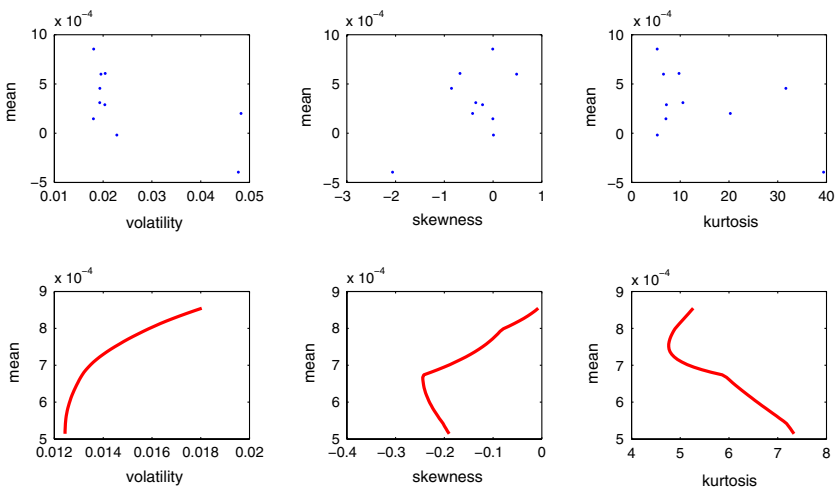 x 10⁻⁴
10
5
0
−5
mean
0.01 0.02 0.03 0.04 0.05
volatility
x 10⁻⁴
10
5
0
−5
mean
−3 −2 −1 0 1
skewness
x 10⁻⁴
10
5
0
−5
mean
0 10 20 30 40
kurtosis
x 10⁻⁴
9
8
7
6
5
mean
0.012 0.014 0.016 0.018 0.02
volatility
x 10⁻⁴
9
8
7
6
5
mean
−0.4 −0.3 −0.2 −0.1 0
skewness
x 10⁻⁴
9
8
7
6
5
mean
4 5 6 7 8
kurtosis